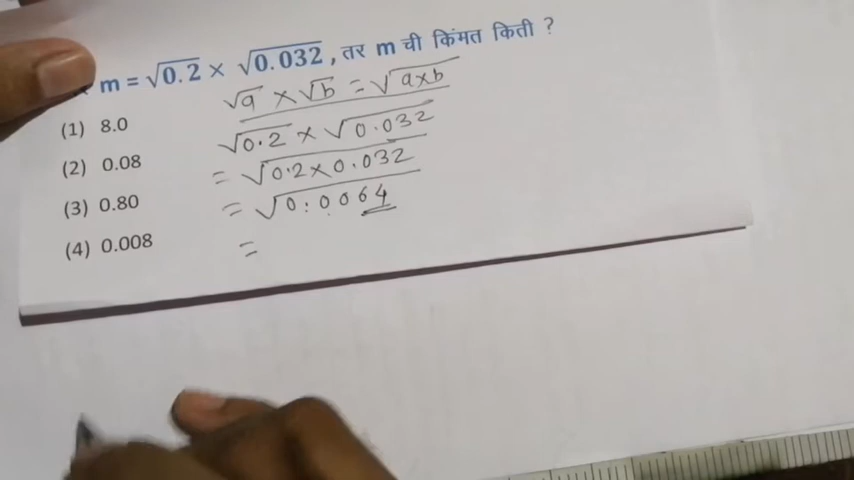 m = √0.2 × √0.032 , तर m ची किंमत किती ?
(1) 8.0
(2) 0.08
(3) 0.80
(4) 0.008
√a × √b = √a×b
√0.2 × √0.032
= √0.2×0.032
= √0.0064
=